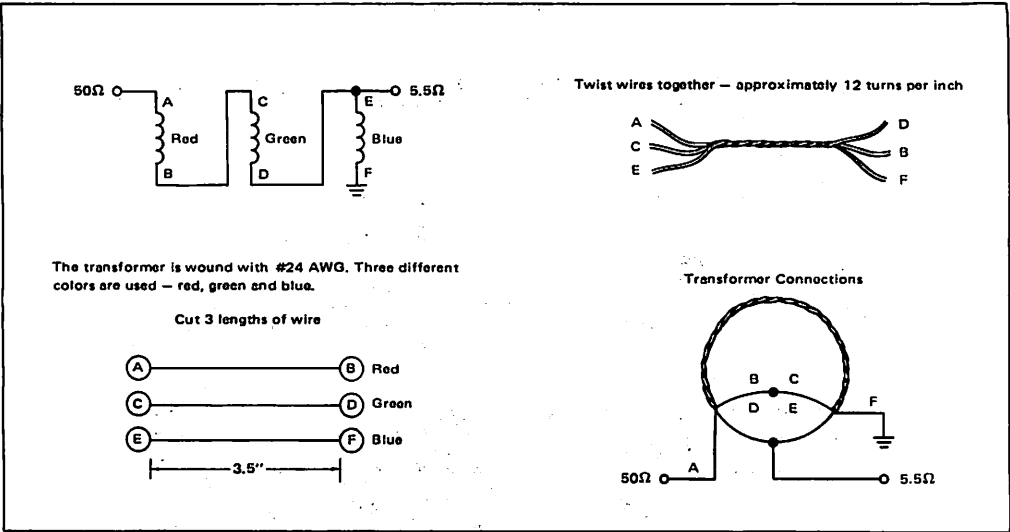 50Ω
A
C
E
5.5Ω
Red
Green
Blue
B
D
F
Twist wires together — approximately 12 turns per inch
A
D
C
B
E
F
The transformer is wound with #24 AWG. Three different
colors are used — red, green and blue.
Cut 3 lengths of wire
A
B
Red
C
D
Green
E
F
Blue
3.5"
Transformer Connections
B
C
D
E
F
A
50Ω
5.5Ω